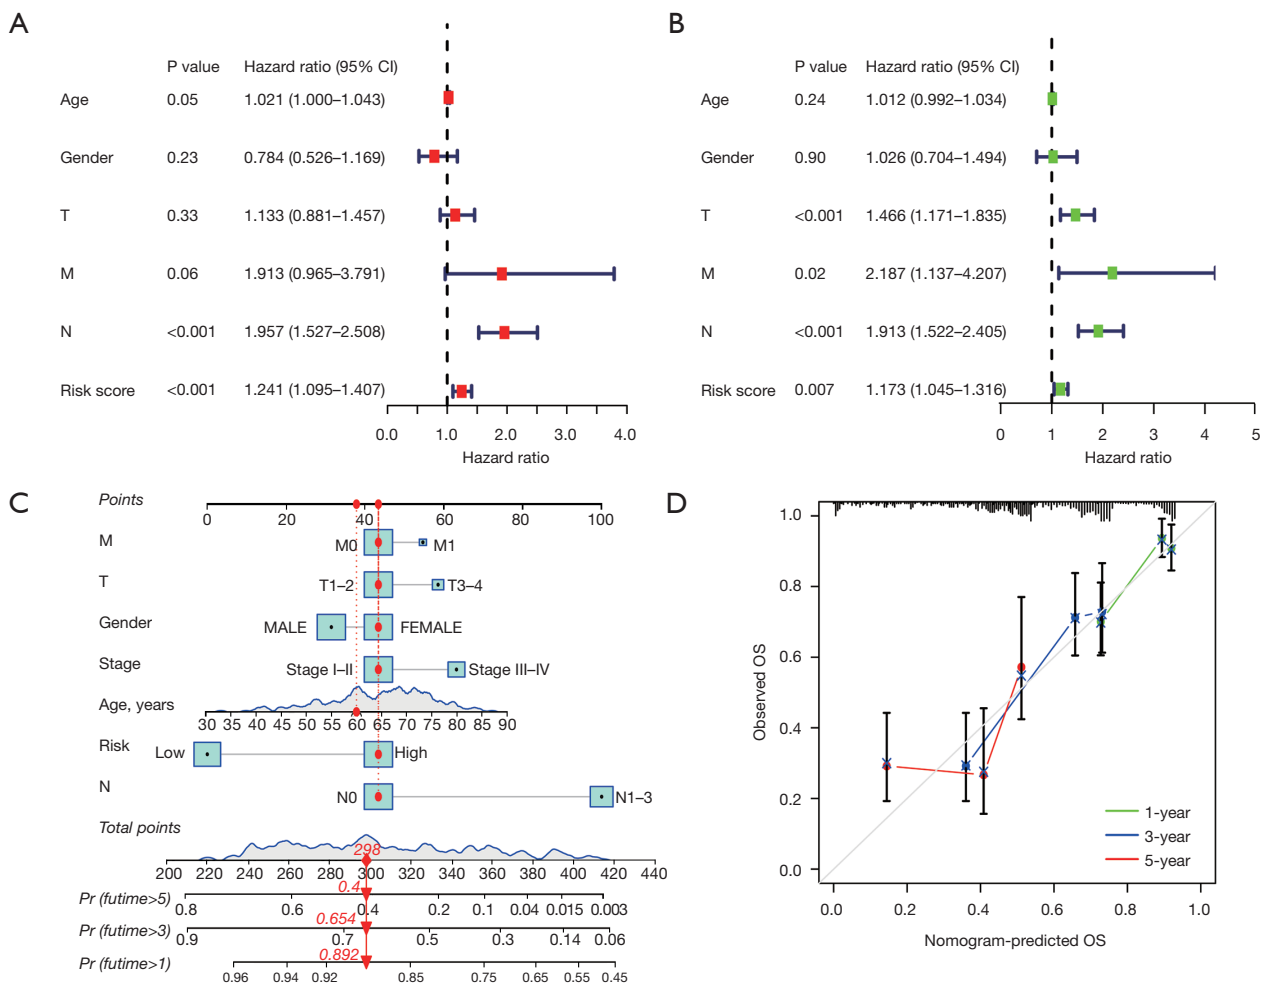 A
P value Hazard ratio (95% CI)
Age 0.05 1.021 (1.000–1.043)
Gender 0.23 0.784 (0.526–1.169)
T 0.33 1.133 (0.881–1.457)
M 0.06 1.913 (0.965–3.791)
N <0.001 1.957 (1.527–2.508)
Risk score <0.001 1.241 (1.095–1.407)
0.0 1.0 2.0 3.0 4.0
Hazard ratio
B
P value Hazard ratio (95% CI)
Age 0.24 1.012 (0.992–1.034)
Gender 0.90 1.026 (0.704–1.494)
T <0.001 1.466 (1.171–1.835)
M 0.02 2.187 (1.137–4.207)
N <0.001 1.913 (1.522–2.405)
Risk score 0.007 1.173 (1.045–1.316)
0 1 2 3 4 5
Hazard ratio
C
Points
0 20 40 60 80 100
M M0 M1
T T1–2 T3–4
Gender MALE FEMALE
Stage Stage I–II Stage III–IV
Age, years
30 35 40 45 50 55 60 65 70 75 80 85 90
Risk Low High
N N0 N1–3
Total points
298
200 220 240 260 280 300 320 340 360 380 400 420 440
0.4
Pr (futime>5)
0.8 0.6 0.4 0.2 0.1 0.04 0.015 0.003
0.654
Pr (futime>3)
0.9 0.7 0.5 0.3 0.14 0.06
0.892
Pr (futime>1)
0.96 0.94 0.92 0.85 0.75 0.65 0.55 0.45
D
Observed OS
1.0
0.8
0.6
0.4
0.2
0.0
1-year
3-year
5-year
0.0 0.2 0.4 0.6 0.8 1.0
Nomogram-predicted OS